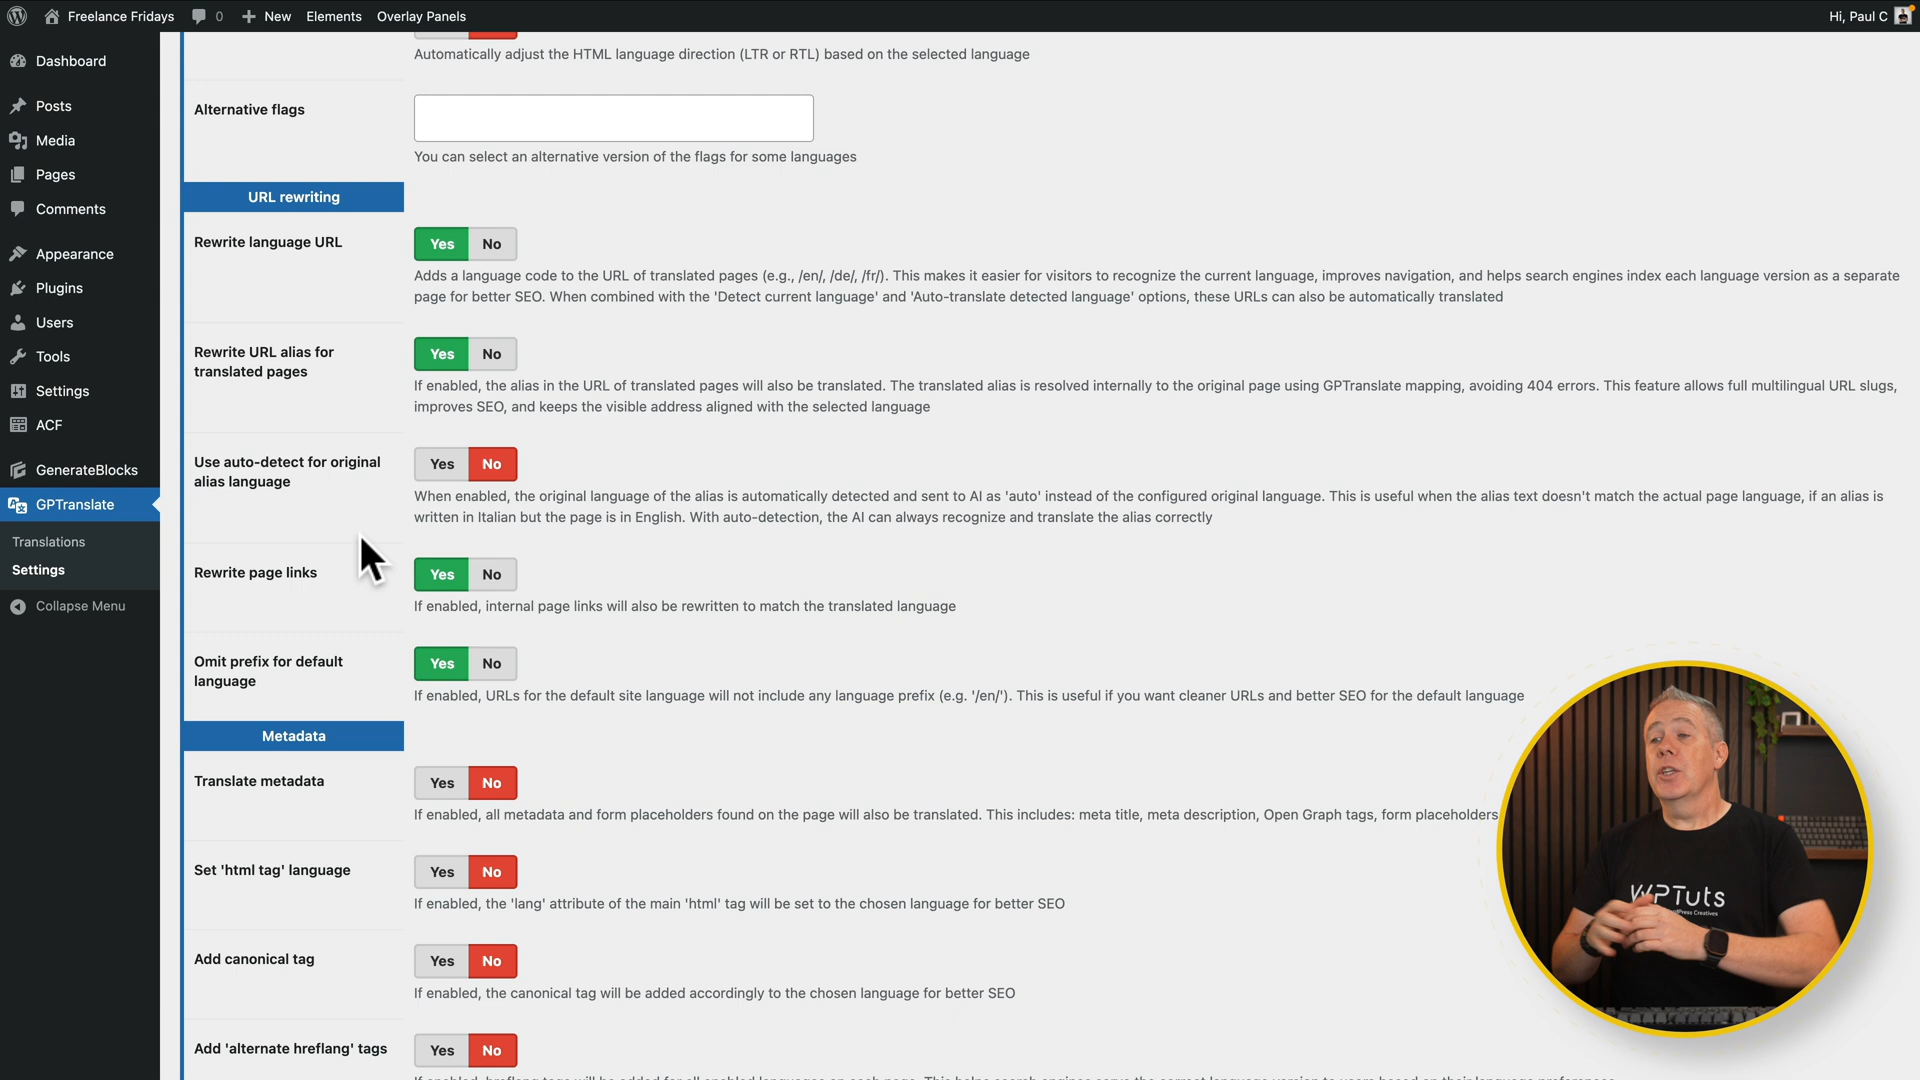 Freelance Fridays
0
New
Elements
Overlay Panels
Hi, Paul C
Dashboard
Posts
Media
Pages
Comments
Appearance
Plugins
Users
Tools
Settings
ACF
GenerateBlocks
GPTranslate
Translations
Settings
Collapse Menu
Automatically adjust the HTML language direction (LTR or RTL) based on the selected language
Alternative flags
You can select an alternative version of the flags for some languages
URL rewriting
Rewrite language URL
Yes No
Adds a language code to the URL of translated pages (e.g., /en/, /de/, /fr/). This makes it easier for visitors to recognize the current language, improves navigation, and helps search engines index each language version as a separate
page for better SEO. When combined with the 'Detect current language' and 'Auto-translate detected language' options, these URLs can also be automatically translated
Rewrite URL alias for
translated pages
Yes No
If enabled, the alias in the URL of translated pages will also be translated. The translated alias is resolved internally to the original page using GPTranslate mapping, avoiding 404 errors. This feature allows full multilingual URL slugs,
improves SEO, and keeps the visible address aligned with the selected language
Use auto-detect for original
alias language
Yes No
When enabled, the original language of the alias is automatically detected and sent to AI as 'auto' instead of the configured original language. This is useful when the alias text doesn't match the actual page language, if an alias is
written in Italian but the page is in English. With auto-detection, the AI can always recognize and translate the alias correctly
Rewrite page links
Yes No
If enabled, internal page links will also be rewritten to match the translated language
Omit prefix for default
language
Yes No
If enabled, URLs for the default site language will not include any language prefix (e.g. '/en/'). This is useful if you want cleaner URLs and better SEO for the default language
Metadata
Translate metadata
Yes No
If enabled, all metadata and form placeholders found on the page will also be translated. This includes: meta title, meta description, Open Graph tags, form placeholders
Set 'html tag' language
Yes No
If enabled, the 'lang' attribute of the main 'html' tag will be set to the chosen language for better SEO
Add canonical tag
Yes No
If enabled, the canonical tag will be added accordingly to the chosen language for better SEO
Add 'alternate hreflang' tags
Yes No
WPTuts